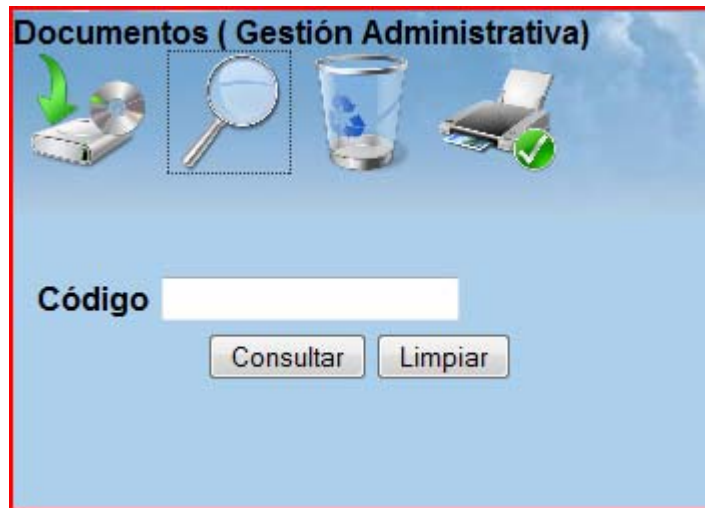 Documentos ( Gestión Administrativa)
Código
Consultar Limpiar